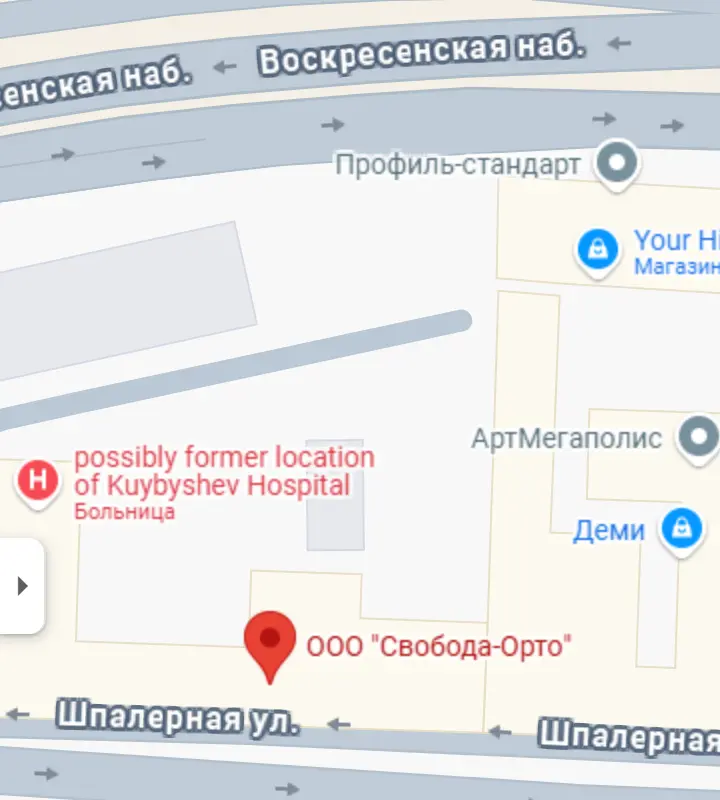 енская наб.
Воскресенская наб.
Профиль-стандарт
Your Hi
Магазин
АртМегаполис
possibly former location
of Kuybyshev Hospital
Больница
Деми
ООО "Свобода-Орто"
Шпалерная ул.
Шпалерная